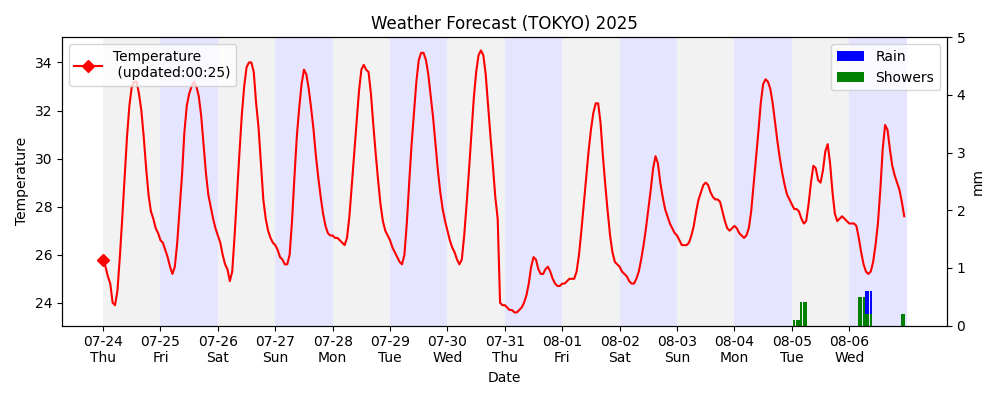 Weather Forecast (TOKYO) 2025
Temperature
(updated:00:25)
Rain
Showers
Temperature
34
32
30
28
26
24
5
4
3
2
1
0
mm
07-24 07-25 07-26 07-27 07-28 07-29 07-30 07-31 08-01 08-02 08-03 08-04 08-05 08-06
Thu Fri Sat Sun Mon Tue Wed Thu Fri Sat Sun Mon Tue Wed
Date